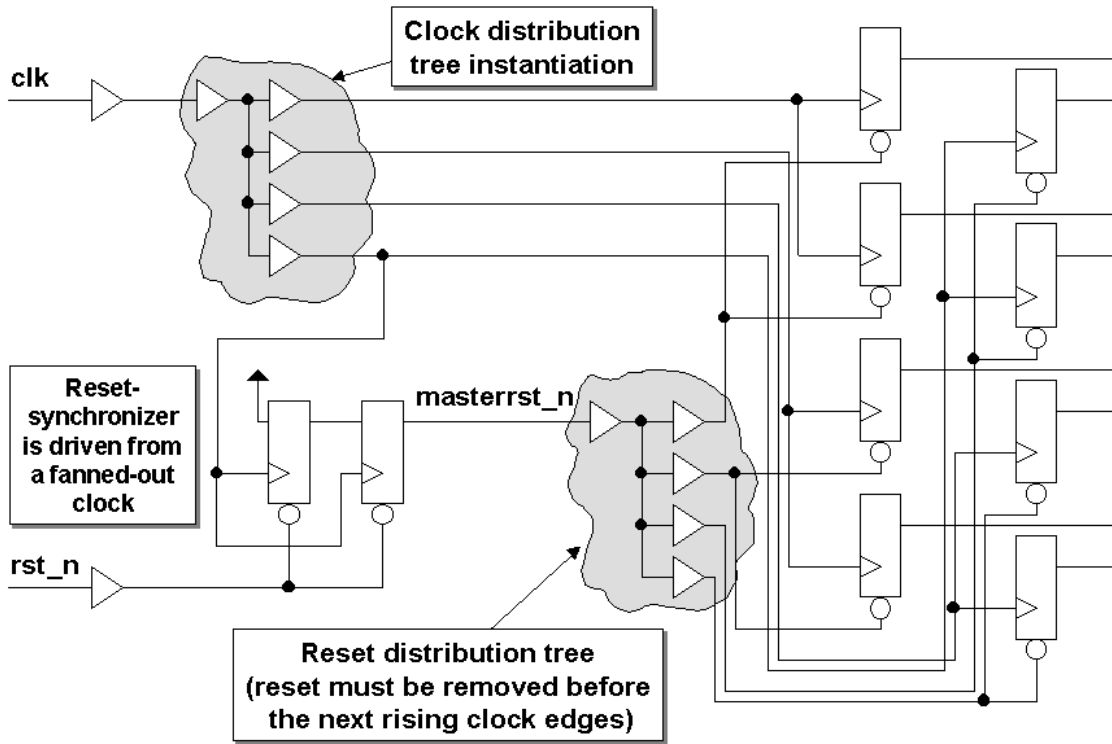 Clock distribution
tree instantiation
clk
Reset-
synchronizer
is driven from
a fanned-out
clock
masterrst_n
rst_n
Reset distribution tree
(reset must be removed before
the next rising clock edges)